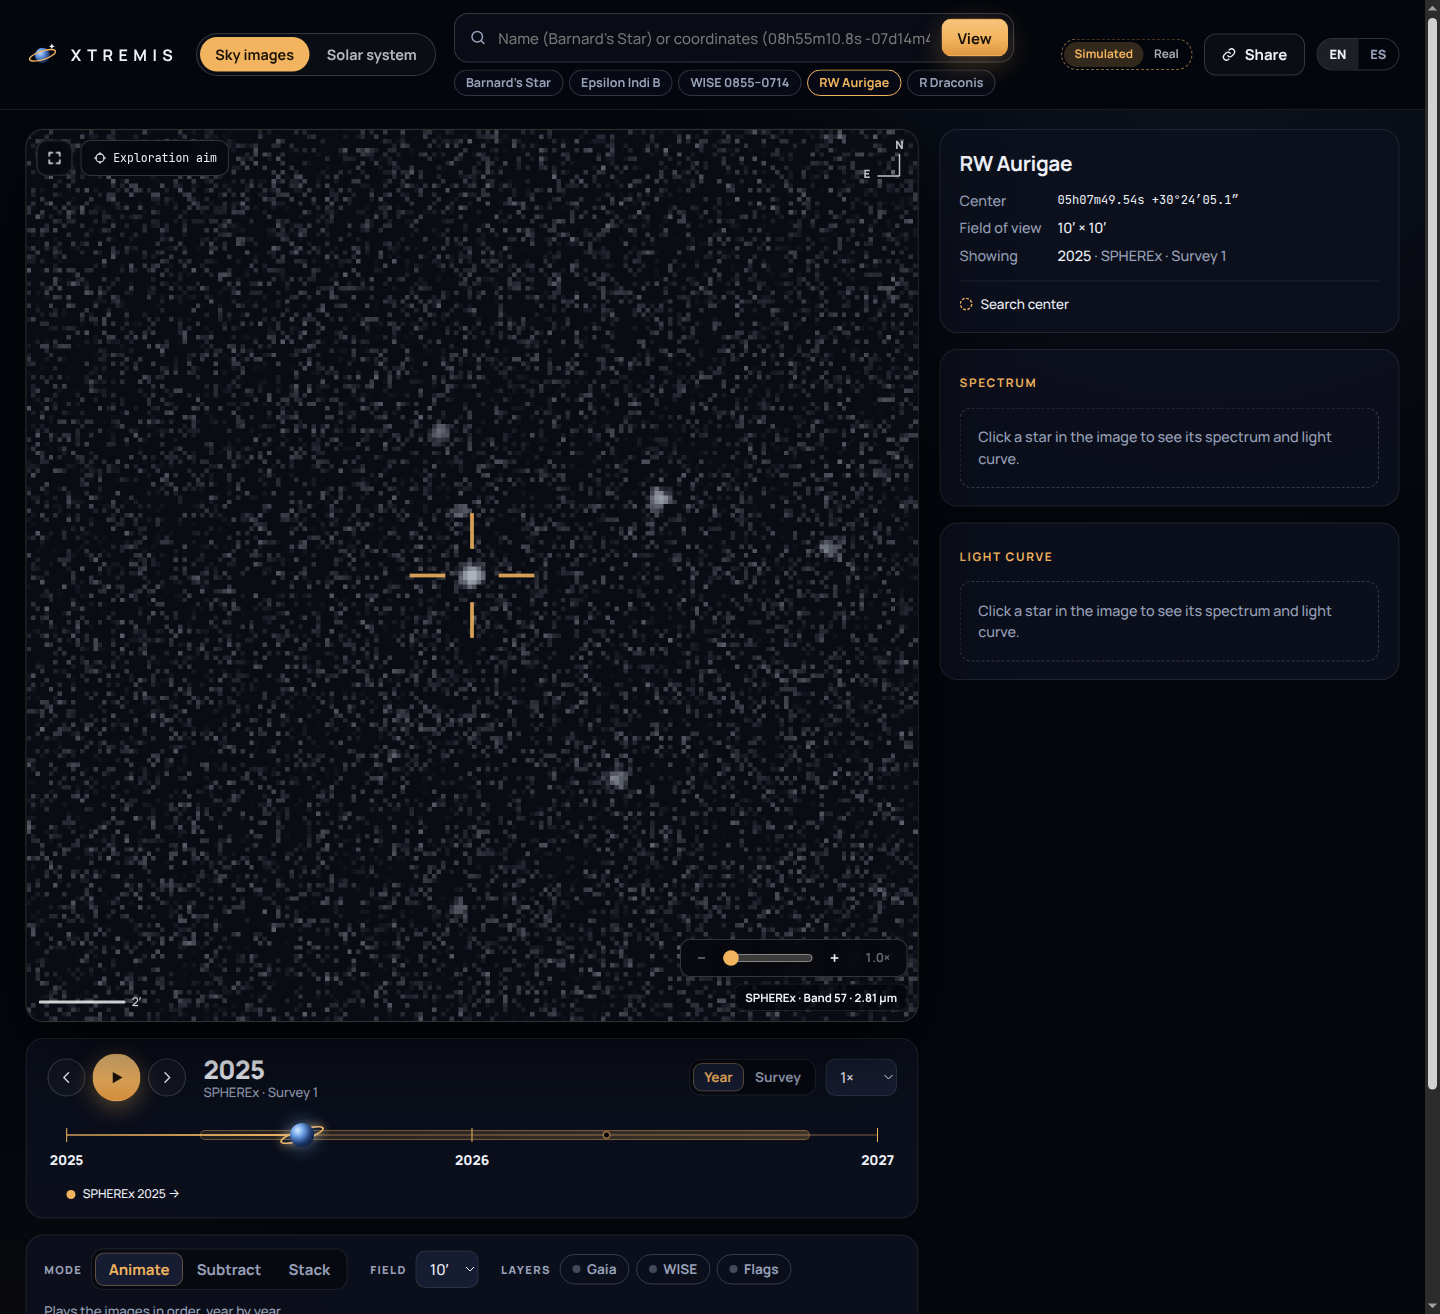 XTREMIS
Sky images
Solar system
Name (Barnard's Star) or coordinates (08h55m10.8s -07d14m4
View
Barnard's Star
Epsilon Indi B
WISE 0855–0714
RW Aurigae
R Draconis
Simulated
Real
Share
EN
ES
Exploration aim
N
E
2′
− + 1.0×
SPHEREx · Band 57 · 2.81 µm
RW Aurigae
Center 05h07m49.54s +30°24′05.1″
Field of view 10′ × 10′
Showing 2025 · SPHEREx · Survey 1
Search center
SPECTRUM
Click a star in the image to see its spectrum and light
curve.
LIGHT CURVE
Click a star in the image to see its spectrum and light
curve.
2025
SPHEREx · Survey 1
Year
Survey
1×
2025
2026
2027
SPHEREx 2025 →
MODE
Animate
Subtract
Stack
FIELD
10′
LAYERS
Gaia
WISE
Flags
Plays the images in order, year by year.